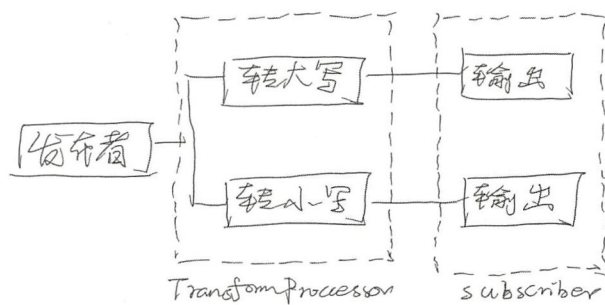 转大写
输出
发布者
转小写
输出
TransformProcessor
subscriber